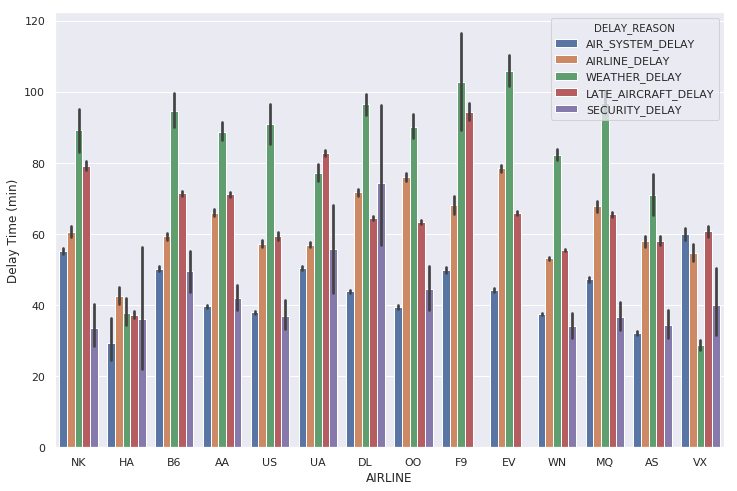 DELAY_REASON
AIR_SYSTEM_DELAY
AIRLINE_DELAY
WEATHER_DELAY
LATE_AIRCRAFT_DELAY
SECURITY_DELAY
Delay Time (min)
120
100
80
60
40
20
0
NK HA B6 AA US UA DL OO F9 EV WN MQ AS VX
AIRLINE